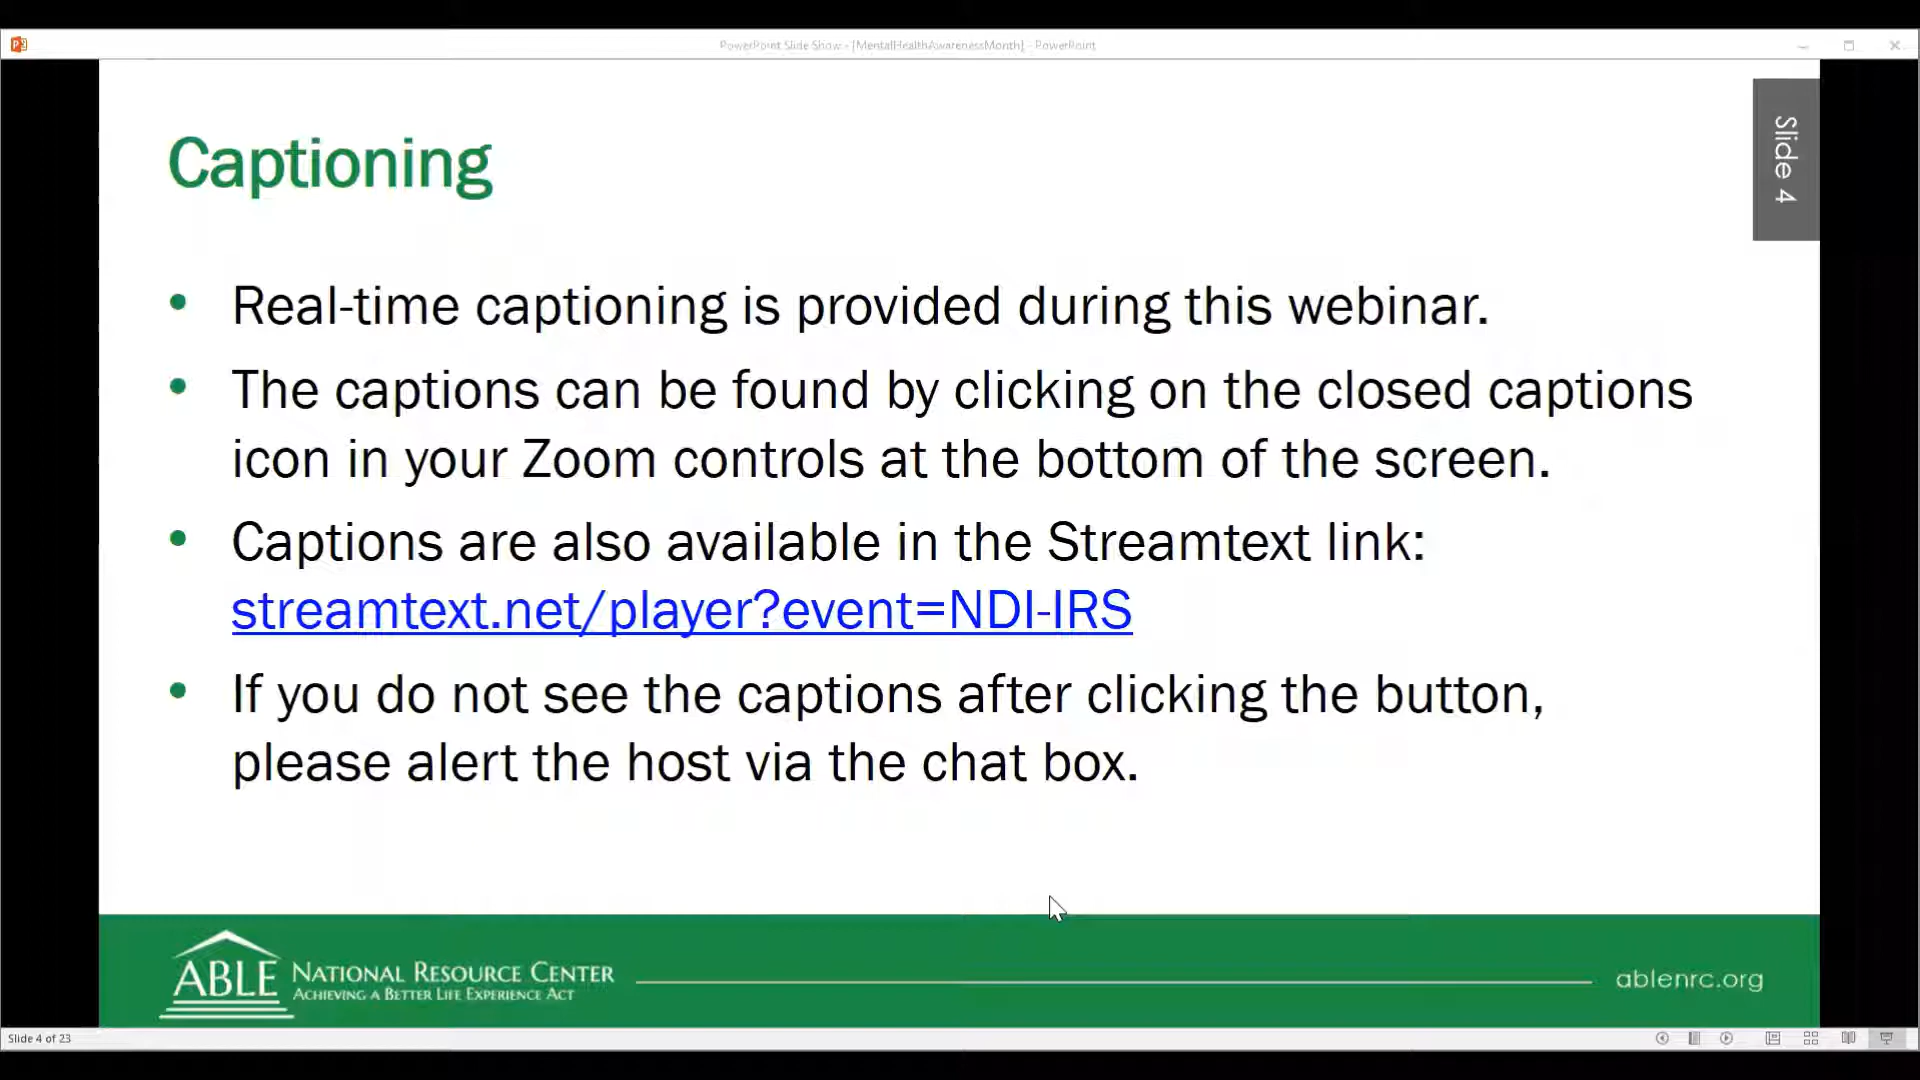 PowerPoint Slide Show - [MentalHealthAwarenessMonth] - PowerPoint
Slide 4
Captioning
• Real-time captioning is provided during this webinar.
• The captions can be found by clicking on the closed captions
icon in your Zoom controls at the bottom of the screen.
• Captions are also available in the Streamtext link:
streamtext.net/player?event=NDI-IRS
• If you do not see the captions after clicking the button,
please alert the host via the chat box.
ABLE NATIONAL RESOURCE CENTER
ACHIEVING A BETTER LIFE EXPERIENCE ACT
ablenrc.org
Slide 4 of 23